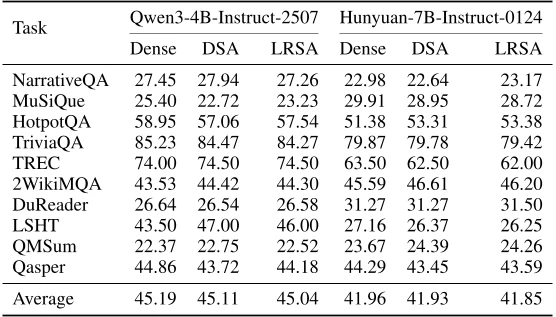 Task Qwen3-4B-Instruct-2507 Hunyuan-7B-Instruct-0124
Dense DSA LRSA Dense DSA LRSA
NarrativeQA 27.45 27.94 27.26 22.98 22.64 23.17
MuSiQue 25.40 22.72 23.23 29.91 28.95 28.72
HotpotQA 58.95 57.06 57.54 51.38 53.31 53.38
TriviaQA 85.23 84.47 84.27 79.87 79.78 79.42
TREC 74.00 74.50 74.50 63.50 62.50 62.00
2WikiMQA 43.53 44.42 44.30 45.59 46.61 46.20
DuReader 26.64 26.54 26.58 31.27 31.27 31.50
LSHT 43.50 47.00 46.00 27.16 26.37 26.25
QMSum 22.37 22.75 22.52 23.67 24.39 24.26
Qasper 44.86 43.72 44.18 44.29 43.45 43.59
Average 45.19 45.11 45.04 41.96 41.93 41.85